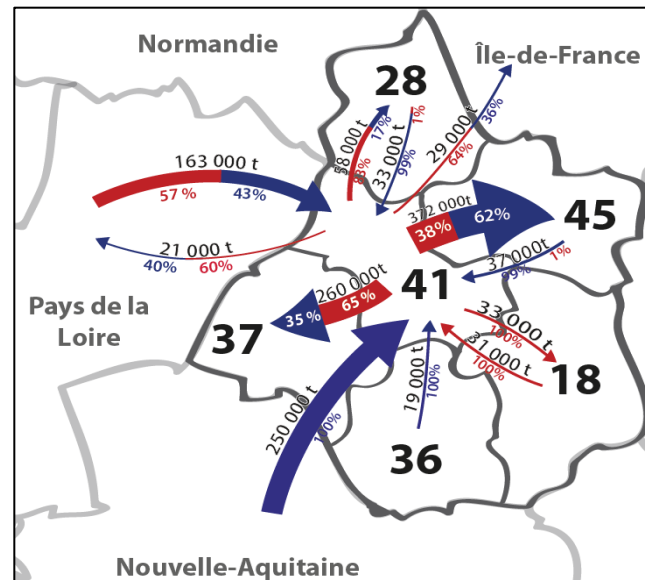 Normandie
Île-de-France
28
58 000 t
83%
17%
33 000 t
99%
1%
29 000 t
64%
36%
163 000 t
57 %
43%
372 000t
38%
62%
45
21 000 t
40%
60%
37 000t
99%
1%
41
260 000t
35 %
65 %
Pays de la
Loire
37
33 000 t
100%
31 000 t
100%
18
250 000 t
100%
19 000 t
100%
36
Nouvelle-Aquitaine